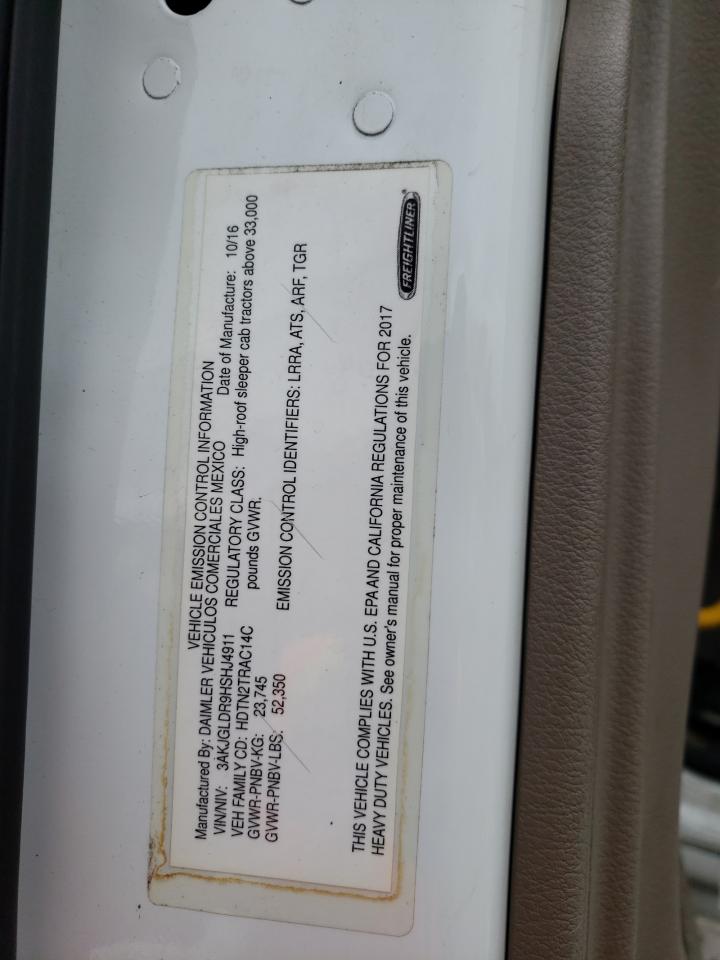 VEHICLE EMISSION CONTROL INFORMATION
Manufactured By: DAIMLER VEHICULOS COMERCIALES MEXICO Date of Manufacture: 10/16
VIN/NIV: 3AKJGLDR9HSHJ4911 REGULATORY CLASS: High-roof sleeper cab tractors above 33,000
VEH FAMILY CD: HDTN2TRAC14C pounds GVWR.
GVWR-PNBV-KG: 23,745
GVWR-PNBV-LBS: 52,350 EMISSION CONTROL IDENTIFIERS: LRRA, ATS, ARF, TGR
THIS VEHICLE COMPLIES WITH U.S. EPA AND CALIFORNIA REGULATIONS FOR 2017
HEAVY DUTY VEHICLES. See owner's manual for proper maintenance of this vehicle.
FREIGHTLINER®